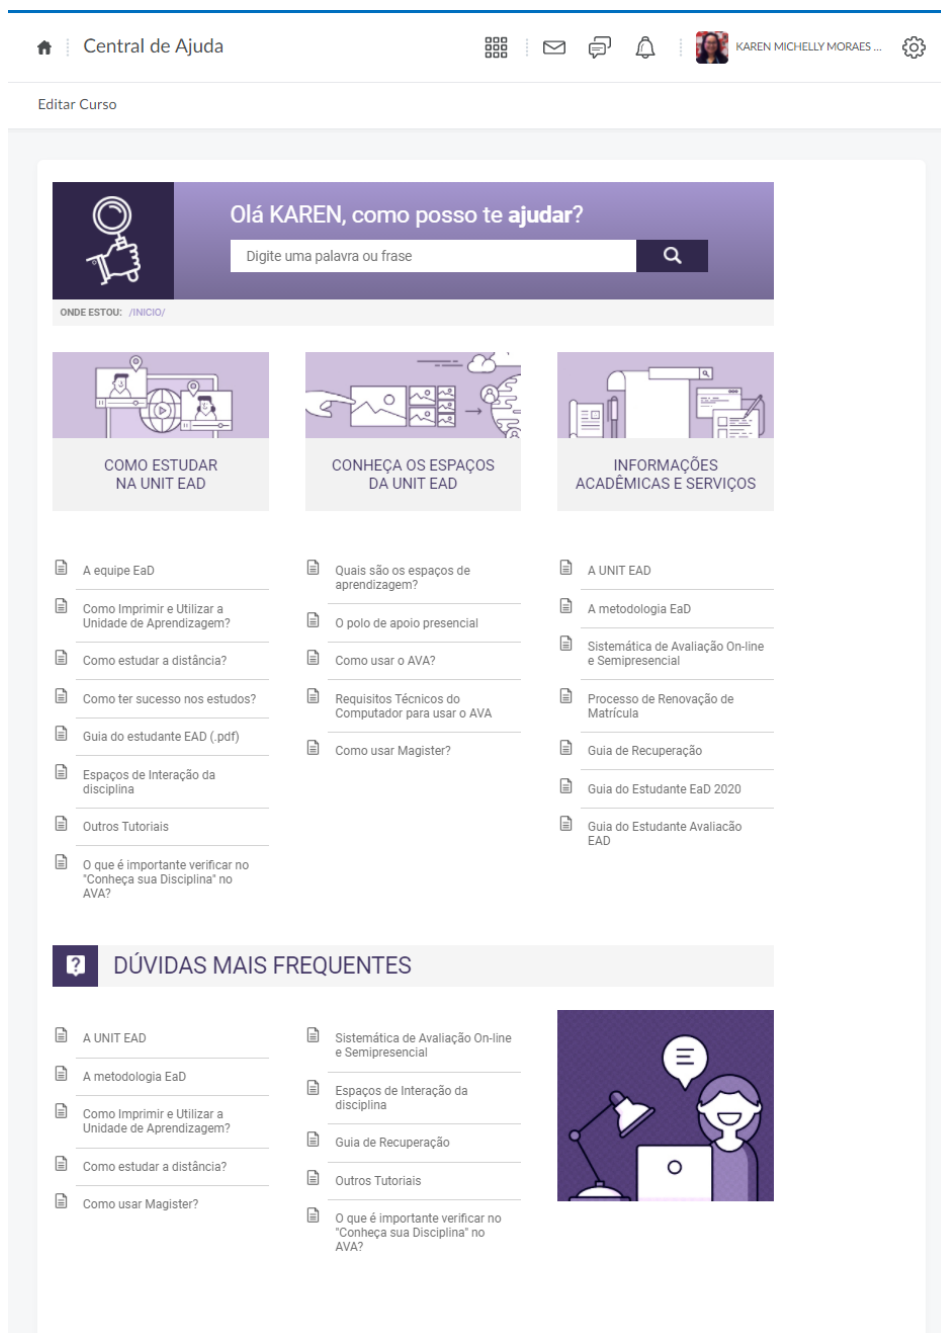 Central de Ajuda
KAREN MICHELLY MORAES ...
Editar Curso
Olá KAREN, como posso te ajudar?
Digite uma palavra ou frase
ONDE ESTOU: /INICIO/
COMO ESTUDAR
NA UNIT EAD
A equipe EaD
Como Imprimir e Utilizar a
Unidade de Aprendizagem?
Como estudar a distância?
Como ter sucesso nos estudos?
Guia do estudante EAD (.pdf)
Espaços de Interação da
disciplina
Outros Tutoriais
O que é importante verificar no
"Conheça sua Disciplina" no
AVA?
CONHEÇA OS ESPAÇOS
DA UNIT EAD
Quais são os espaços de
aprendizagem?
O polo de apoio presencial
Como usar o AVA?
Requisitos Técnicos do
Computador para usar o AVA
Como usar Magister?
INFORMAÇÕES
ACADÊMICAS E SERVIÇOS
A UNIT EAD
A metodologia EaD
Sistemática de Avaliação On-line
e Semipresencial
Processo de Renovação de
Matrícula
Guia de Recuperação
Guia do Estudante EaD 2020
Guia do Estudante Avaliacão
EAD
DÚVIDAS MAIS FREQUENTES
A UNIT EAD
A metodologia EaD
Como Imprimir e Utilizar a
Unidade de Aprendizagem?
Como estudar a distância?
Como usar Magister?
Sistemática de Avaliação On-line
e Semipresencial
Espaços de Interação da
disciplina
Guia de Recuperação
Outros Tutoriais
O que é importante verificar no
"Conheça sua Disciplina" no
AVA?